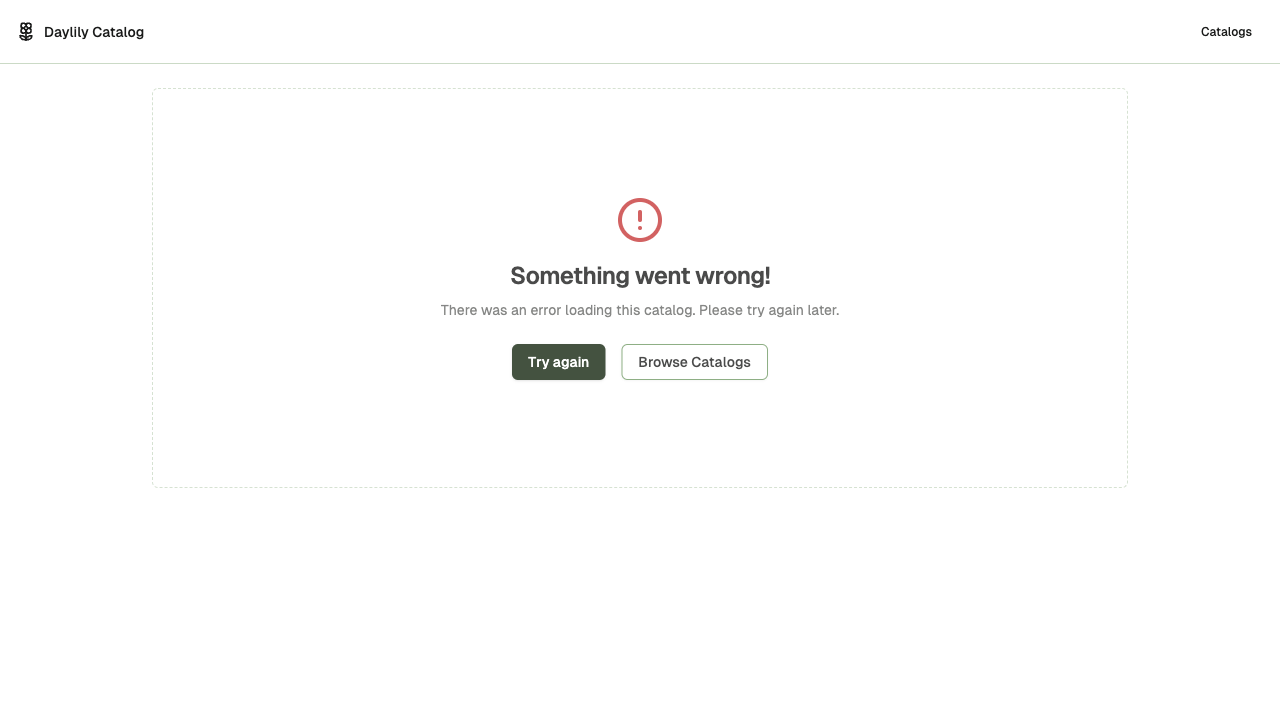 Daylily Catalog
Catalogs
Something went wrong!
There was an error loading this catalog. Please try again later.
Try again
Browse Catalogs